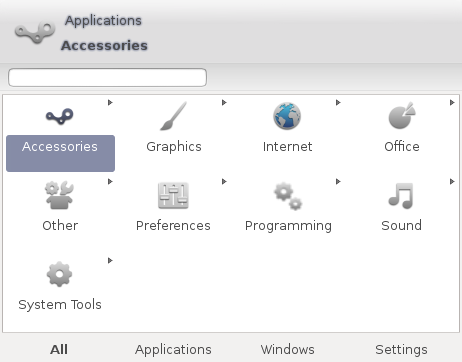 Applications
Accessories
Accessories Graphics Internet Office
Other Preferences Programming Sound
System Tools
All Applications Windows Settings